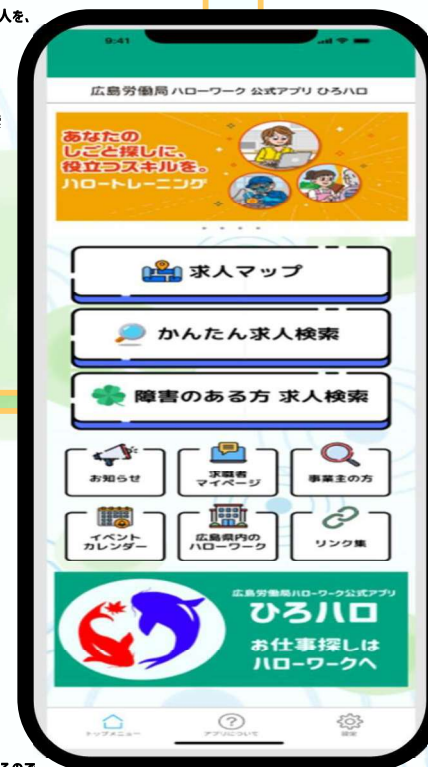 人を、
9:41
広島労働局 ハローワーク 公式アプリ ひろハロ
あなたの
しごと探しに、
役立つスキルを。
ハロートレーニング
求人マップ
かんたん求人検索
障害のある方 求人検索
お知らせ
求職者
マイページ
事業主の方
イベント
カレンダー
広島県内の
ハローワーク
リンク集
広島労働局ハローワーク公式アプリ
ひろハロ
お仕事探しは
ハローワークへ
トップメニュー
アプリについて
設定